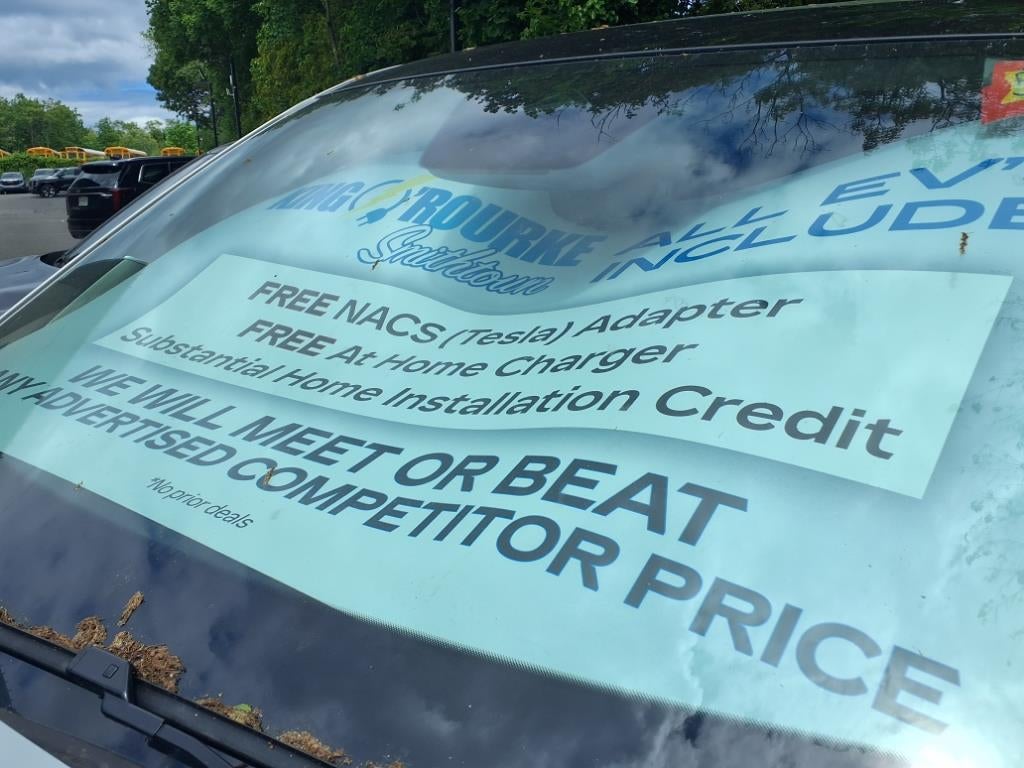 KING O'ROURKE
Smithtown
ALL EV'
INCLUDE
FREE NACS (Tesla) Adapter
FREE At Home Charger
Substantial Home Installation Credit
WE WILL MEET OR BEAT
ANY ADVERTISED COMPETITOR PRICE
*No prior deals